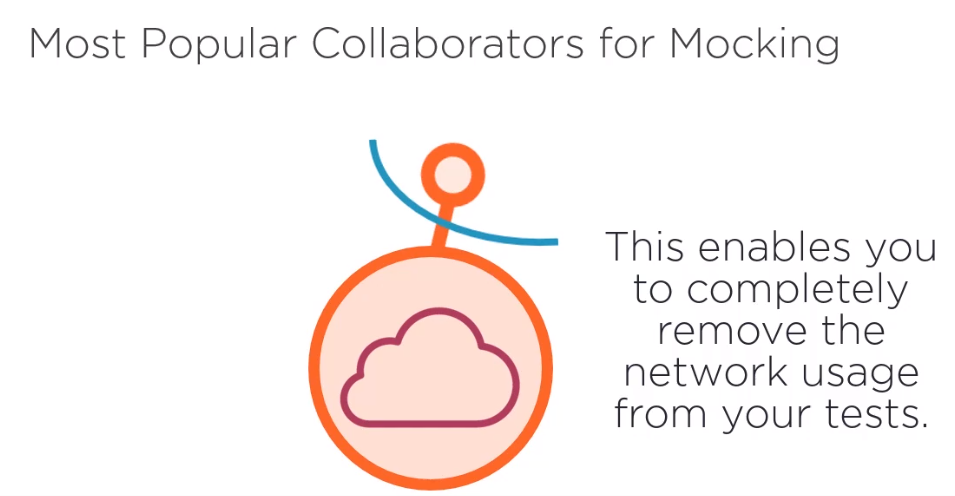 Most Popular Collaborators for Mocking
This enables you
to completely
remove the
network usage
from your tests.